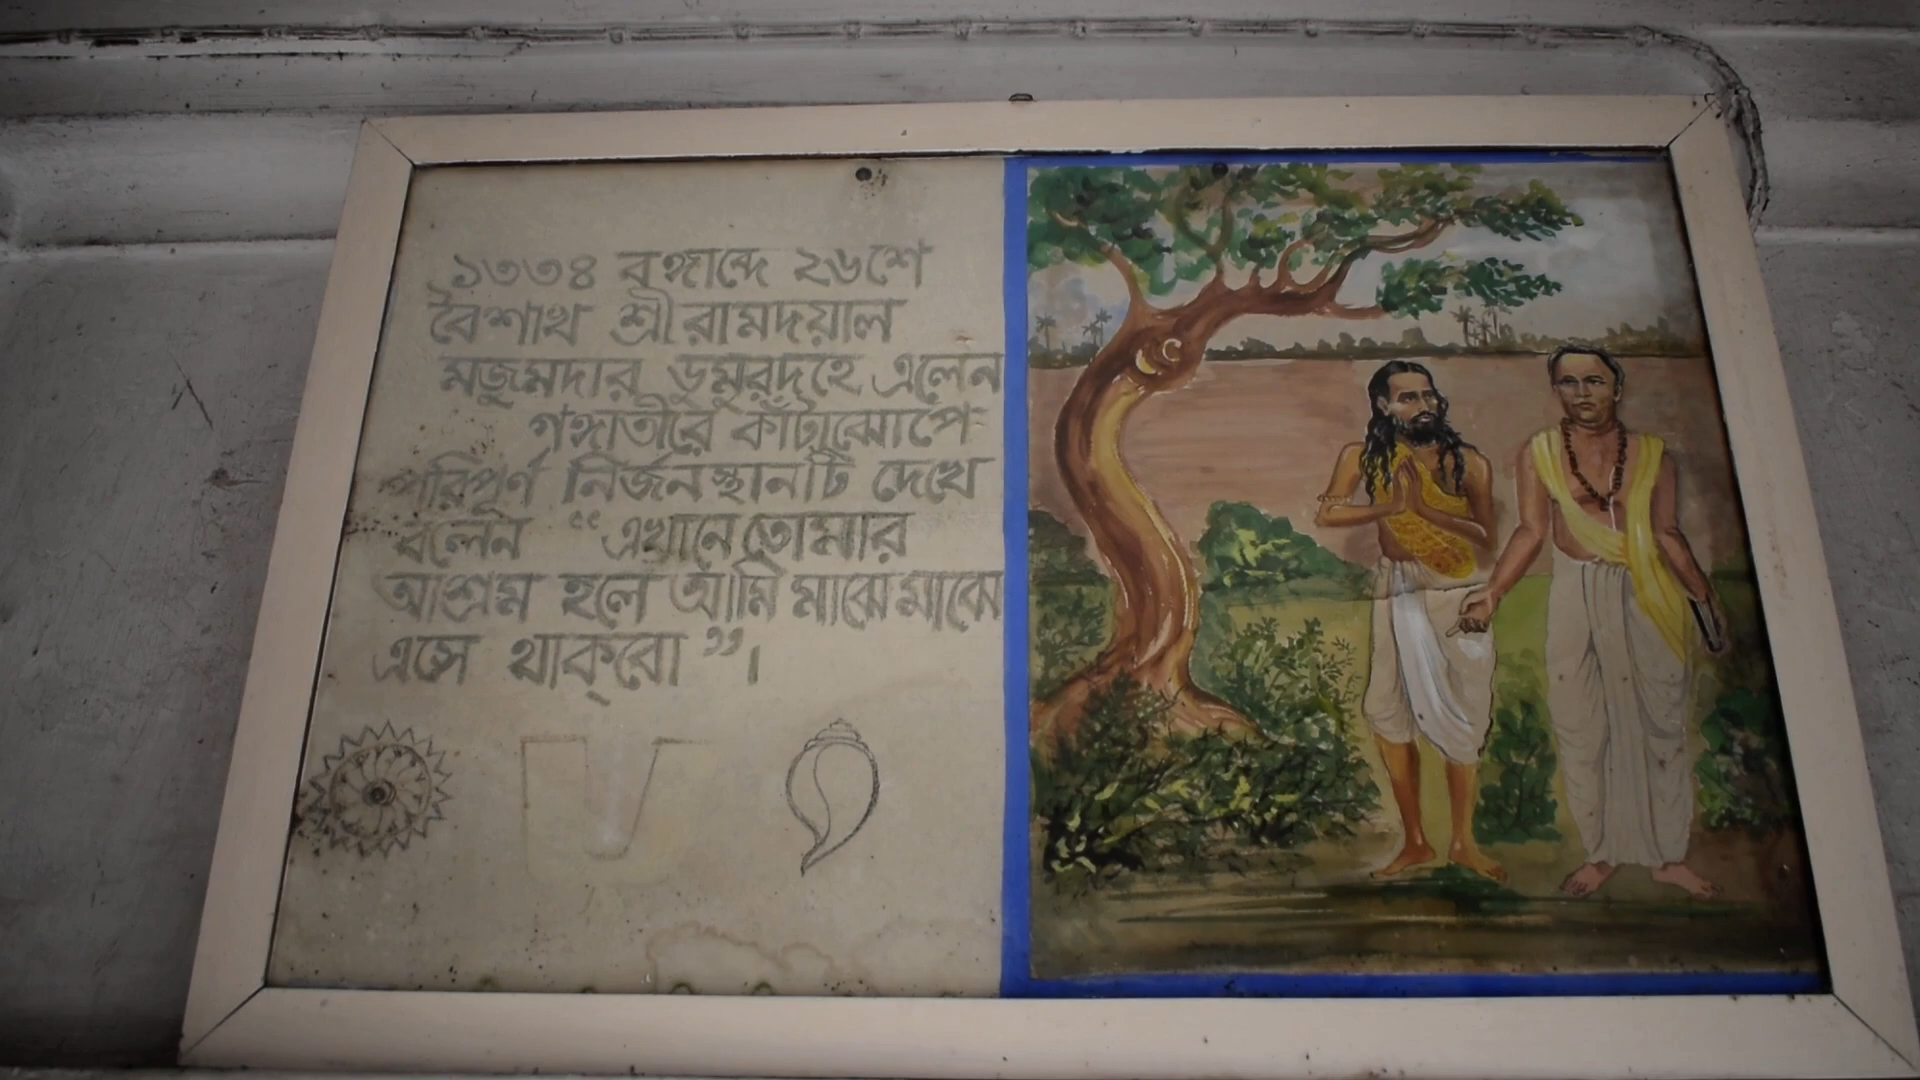 ১৩৩৪ বঙ্গাব্দে ২৬শে
বৈশাখ শ্রীরামদয়াল
মজুমদার ডুমুরদহে এলেন
গঙ্গাতীরে কাঁটাঝোপে
পরিপূর্ণ নির্জনস্থানটি দেখে
বলেন “এখানে তোমার
আশ্রম হলে আমি মাঝে মাঝে
এসে থাক্‌বো”।